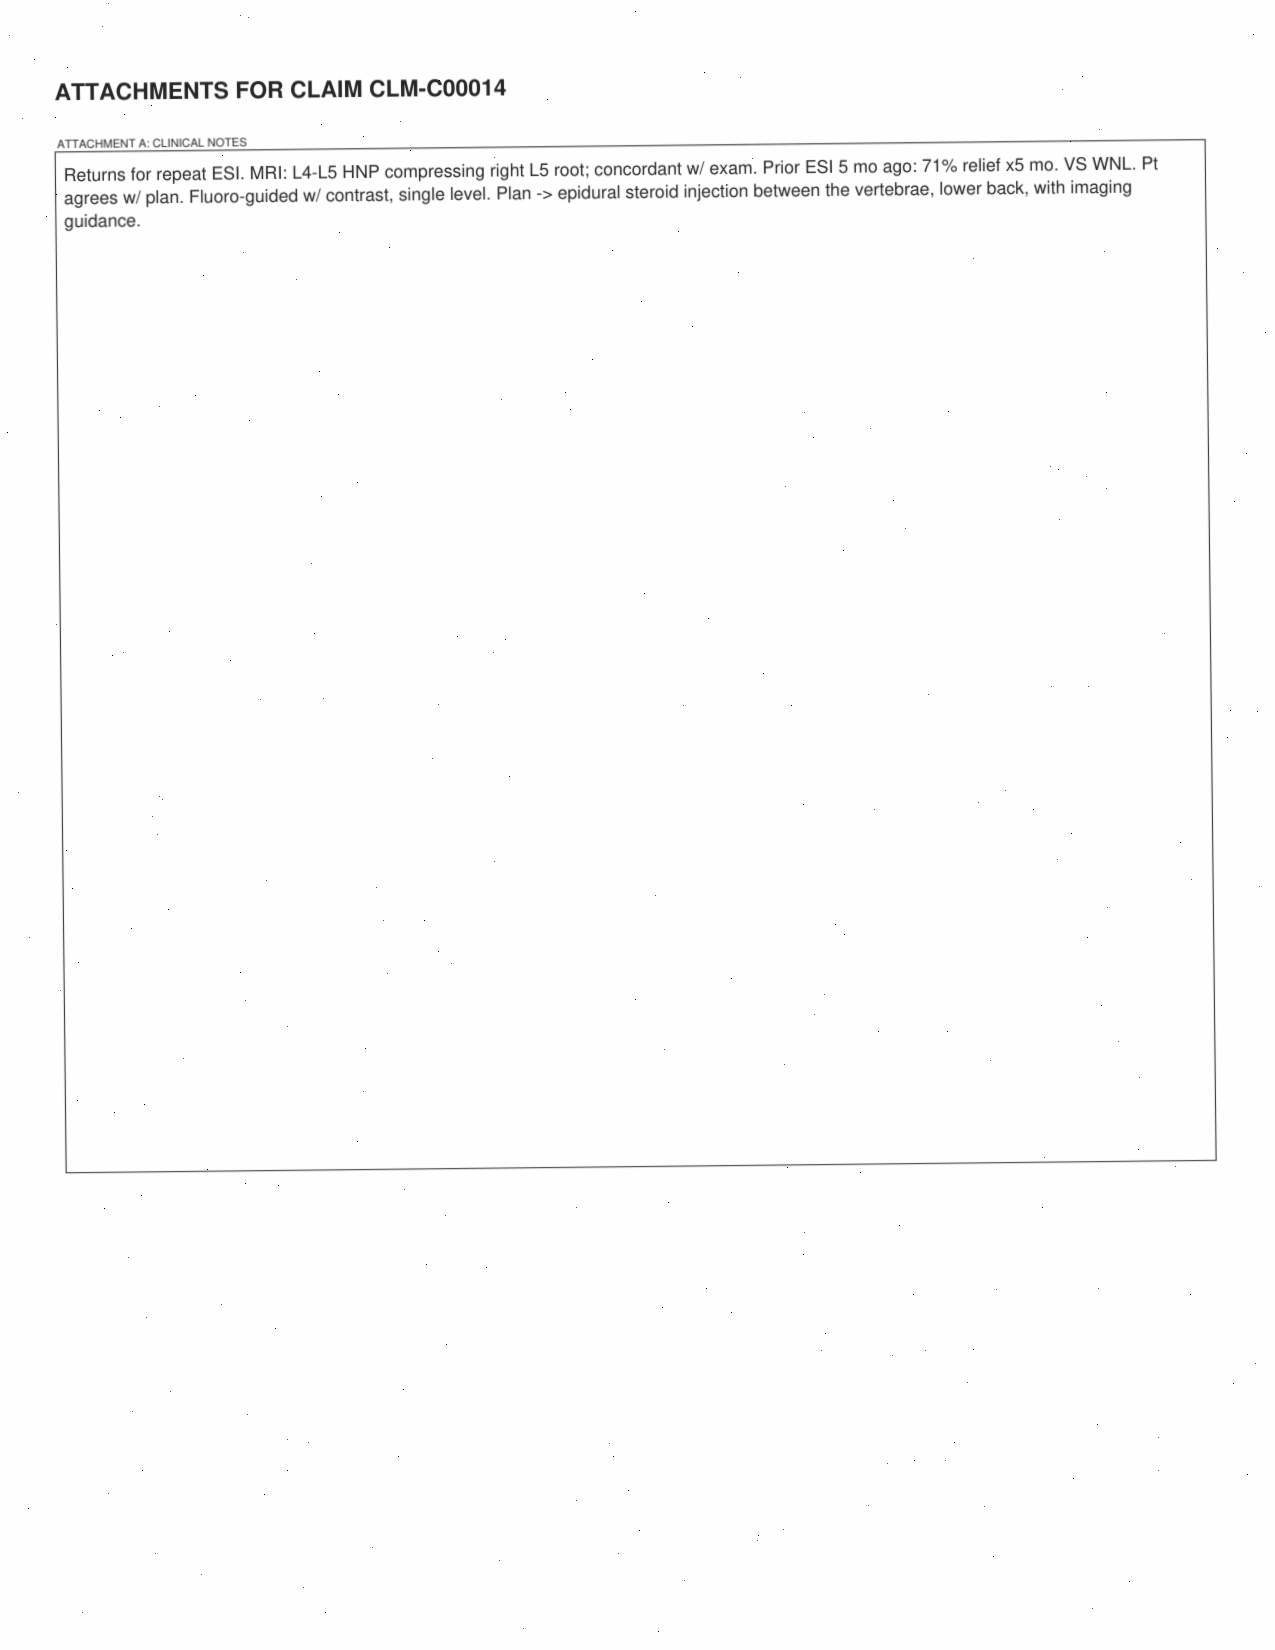 ATTACHMENTS FOR CLAIM CLM-C00014
ATTACHMENT A: CLINICAL NOTES
Returns for repeat ESI. MRI: L4-L5 HNP compressing right L5 root; concordant w/ exam. Prior ESI 5 mo ago: 71% relief x5 mo. VS WNL. Pt
agrees w/ plan. Fluoro-guided w/ contrast, single level. Plan -> epidural steroid injection between the vertebrae, lower back, with imaging
guidance.